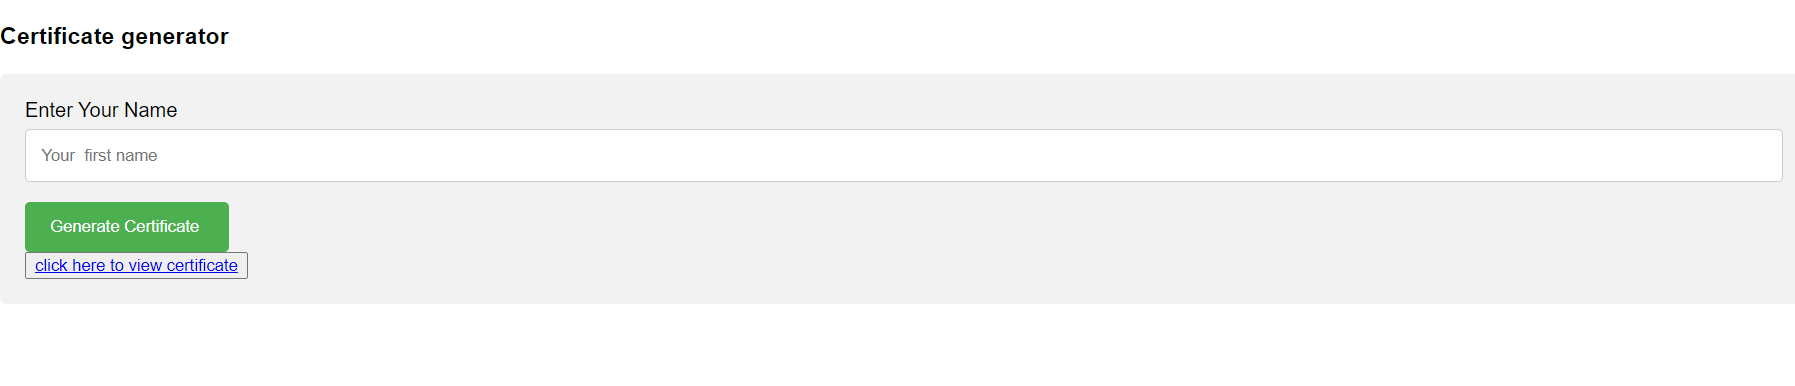 Certificate generator
Enter Your Name
Your  first name
Generate Certificate
click here to view certificate